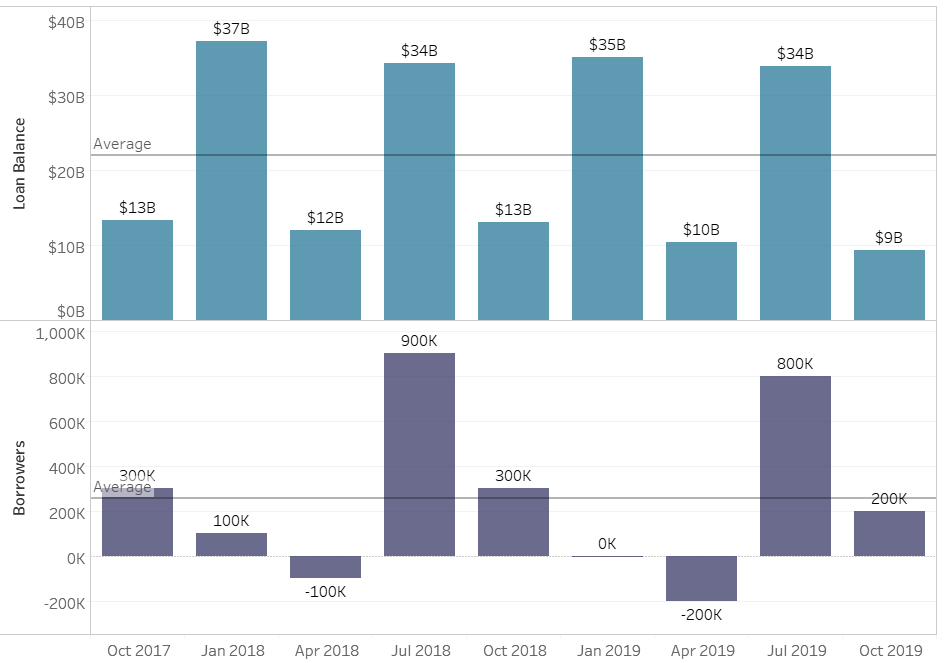 Loan Balance
$40B
$30B
$20B
$10B
$0B
Average
$13B
$37B
$12B
$34B
$13B
$35B
$10B
$34B
$9B
Borrowers
1,000K
800K
600K
400K
200K
0K
-200K
Average
300K
100K
-100K
900K
300K
0K
-200K
800K
200K
Oct 2017 Jan 2018 Apr 2018 Jul 2018 Oct 2018 Jan 2019 Apr 2019 Jul 2019 Oct 2019